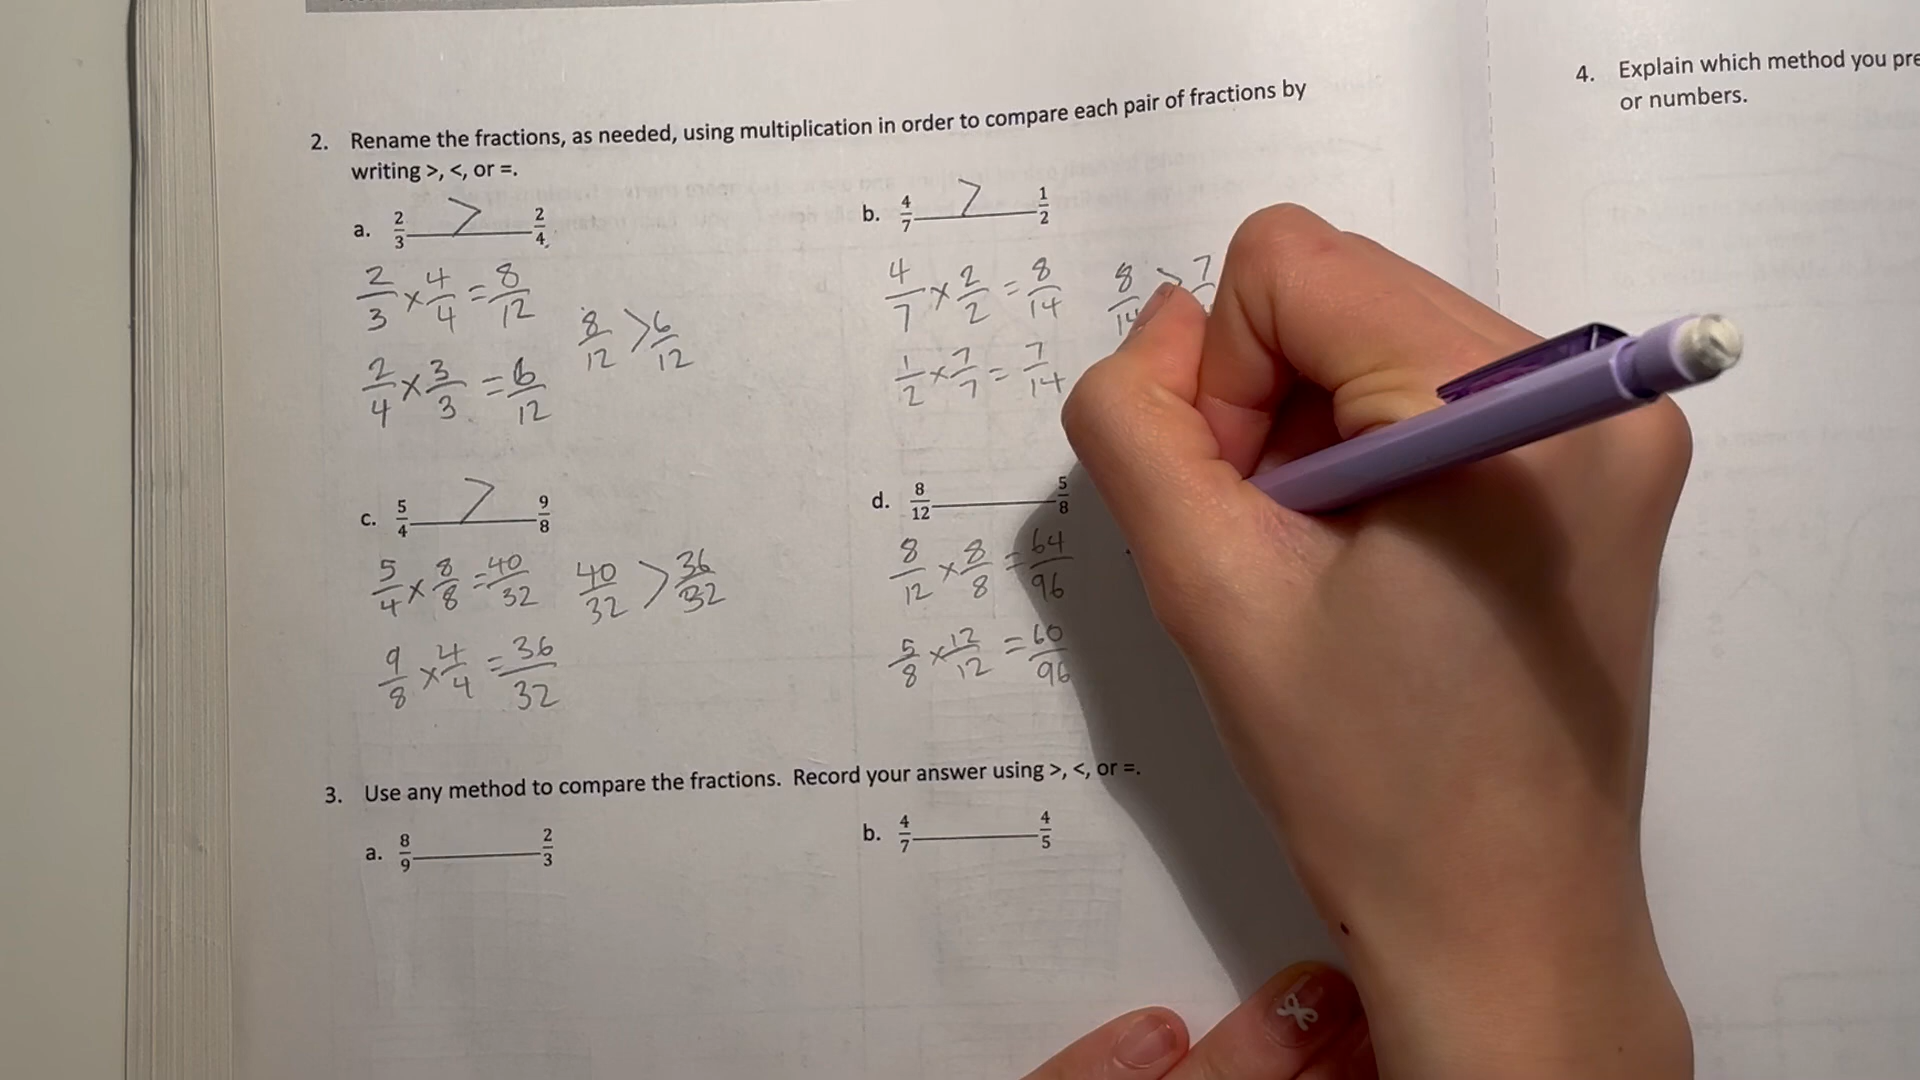 2. Rename the fractions, as needed, using multiplication in order to compare each pair of fractions by
writing >, <, or =.
a. 2/3 > 2/4
2/3 × 4/4 = 8/12
8/12 > 6/12
2/4 × 3/3 = 6/12
b. 4/7 > 1/2
4/7 × 2/2 = 8/14
8/14 > 7/
1/2 × 7/7 = 7/14
c. 5/4 > 9/8
5/4 × 8/8 = 40/32
40/32 > 36/32
9/8 × 4/4 = 36/32
d. 8/12 ____ 5/8
8/12 × 8/8 = 64/96
5/8 × 12/12 = 60/96
3. Use any method to compare the fractions. Record your answer using >, <, or =.
a. 8/9 ____ 2/3
b. 4/7 ____ 4/5
4. Explain which method you pre
or numbers.